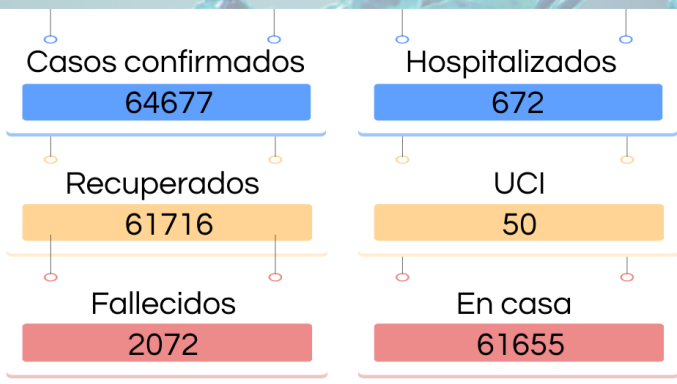 Casos confirmados
64677
Hospitalizados
672
Recuperados
61716
UCI
50
Fallecidos
2072
En casa
61655